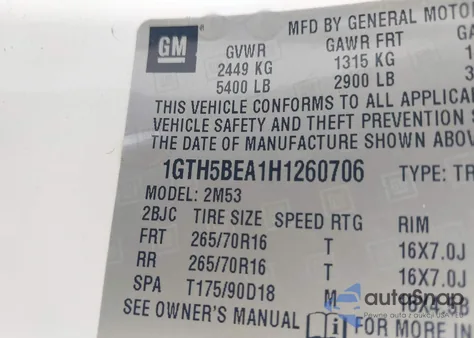 GM
MFD BY GENERAL MOTOR
GVWR GAWR FRT GA
2449 KG 1315 KG
5400 LB 2900 LB
THIS VEHICLE CONFORMS TO ALL APPLICA
VEHICLE SAFETY AND THEFT PREVENTION
THE DATE OF MANUFACTURE SHOWN ABOV
1GTH5BEA1H1260706 TYPE: TR
MODEL: 2M53
2BJC TIRE SIZE SPEED RTG RIM
FRT 265/70R16 T 16X7.0J
RR 265/70R16 T 16X7.0J
SPA T175/90D18 M
SEE OWNER'S MANUAL i FOR MORE IN
autoSnap